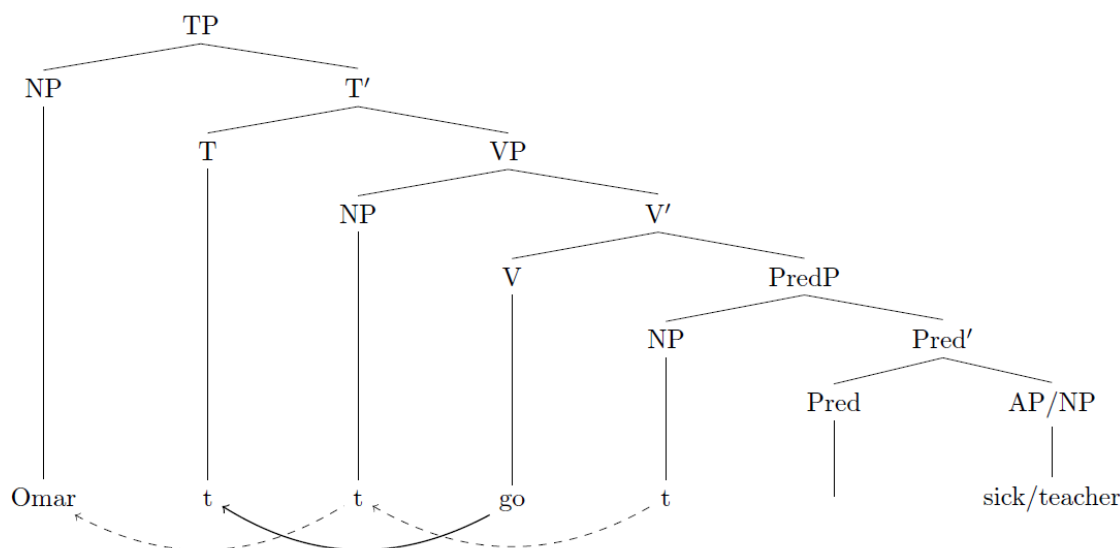 TP
NP T′
T VP
NP V′
V PredP
NP Pred′
Pred AP/NP
Omar t t go t sick/teacher